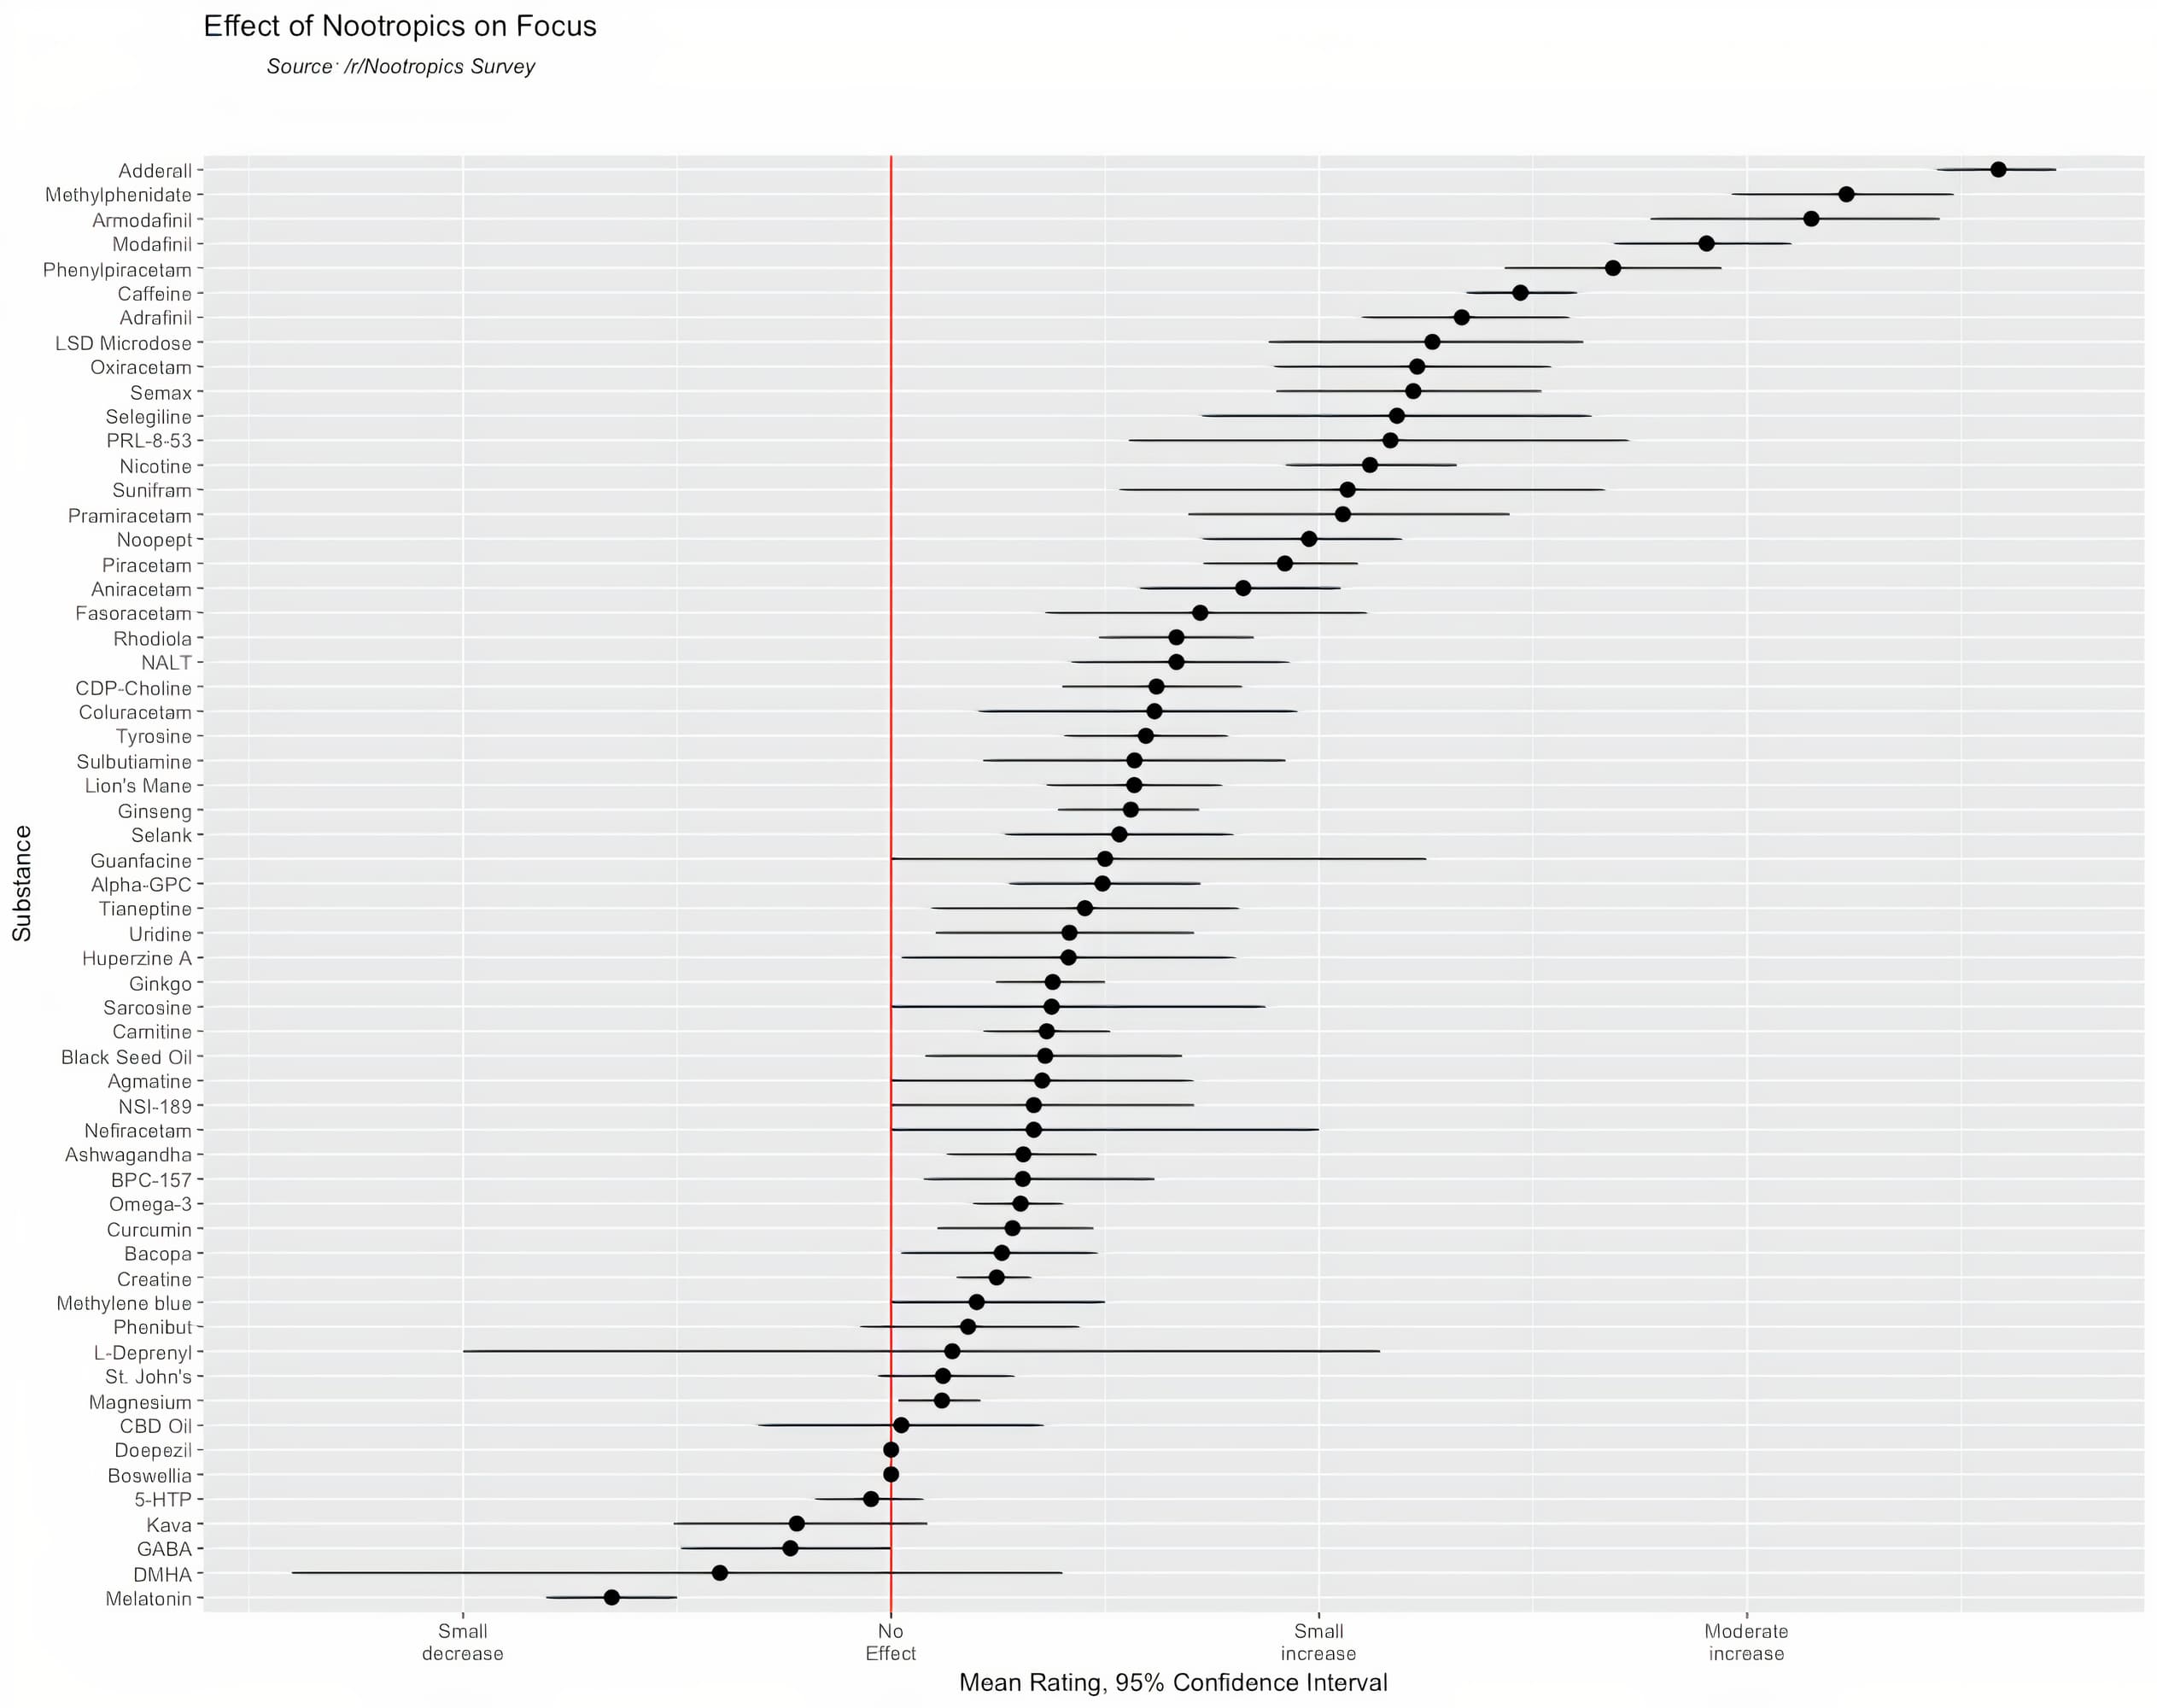 Effect of Nootropics on Focus
Source: /r/Nootropics Survey
Adderall
Methylphenidate
Armodafinil
Modafinil
Phenylpiracetam
Caffeine
Adrafinil
LSD Microdose
Oxiracetam
Semax
Selegiline
PRL-8-53
Nicotine
Sunifram
Pramiracetam
Noopept
Piracetam
Aniracetam
Fasoracetam
Rhodiola
NALT
CDP-Choline
Coluracetam
Tyrosine
Sulbutiamine
Lion's Mane
Ginseng
Selank
Guanfacine
Alpha-GPC
Tianeptine
Uridine
Huperzine A
Ginkgo
Sarcosine
Carnitine
Black Seed Oil
Agmatine
NSI-189
Nefiracetam
Ashwagandha
BPC-157
Omega-3
Curcumin
Bacopa
Creatine
Methylene blue
Phenibut
L-Deprenyl
St. John's
Magnesium
CBD Oil
Doepezil
Boswellia
5-HTP
Kava
GABA
DMHA
Melatonin
Substance
Small
decrease
No
Effect
Small
increase
Moderate
increase
Mean Rating, 95% Confidence Interval